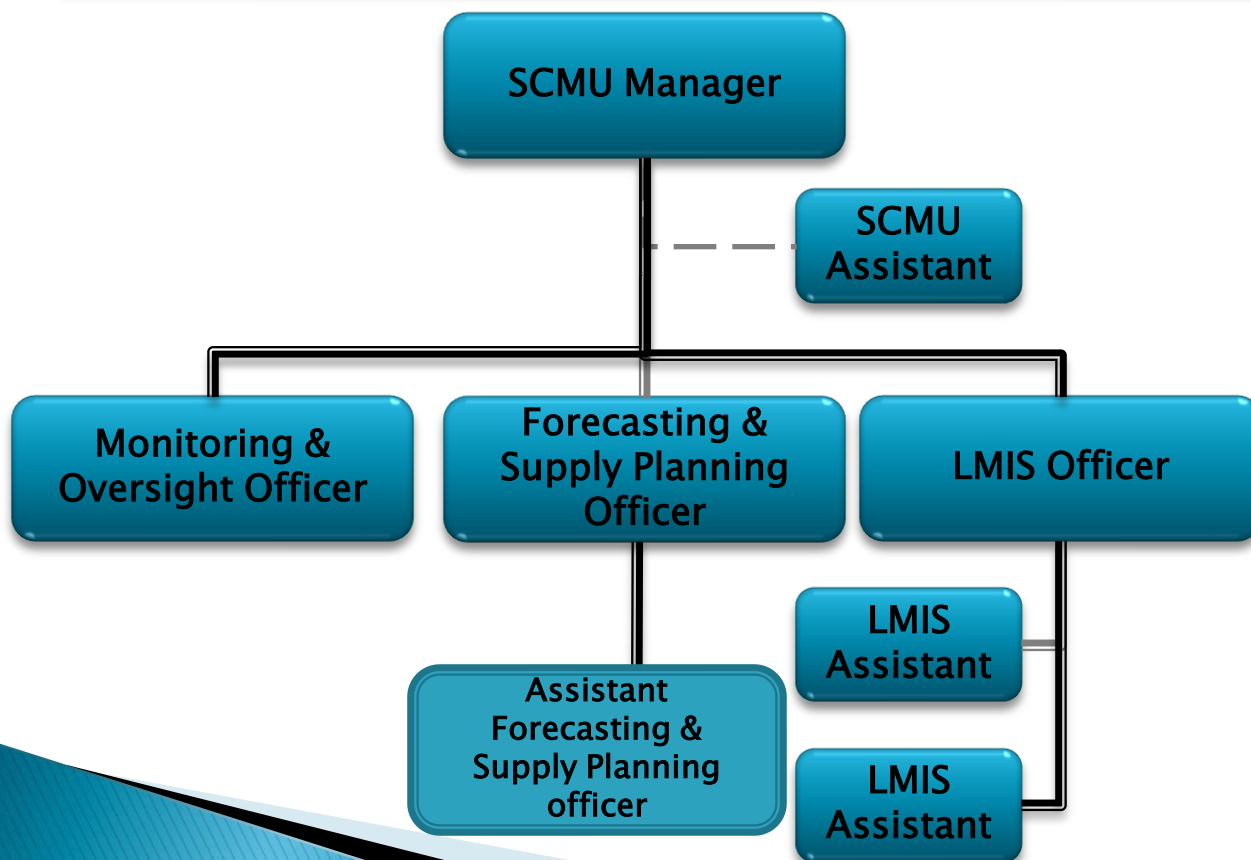 SCMU Manager
SCMU
Assistant
Monitoring &
Oversight Officer
Forecasting &
Supply Planning
Officer
LMIS Officer
Assistant
Forecasting &
Supply Planning
officer
LMIS
Assistant
LMIS
Assistant